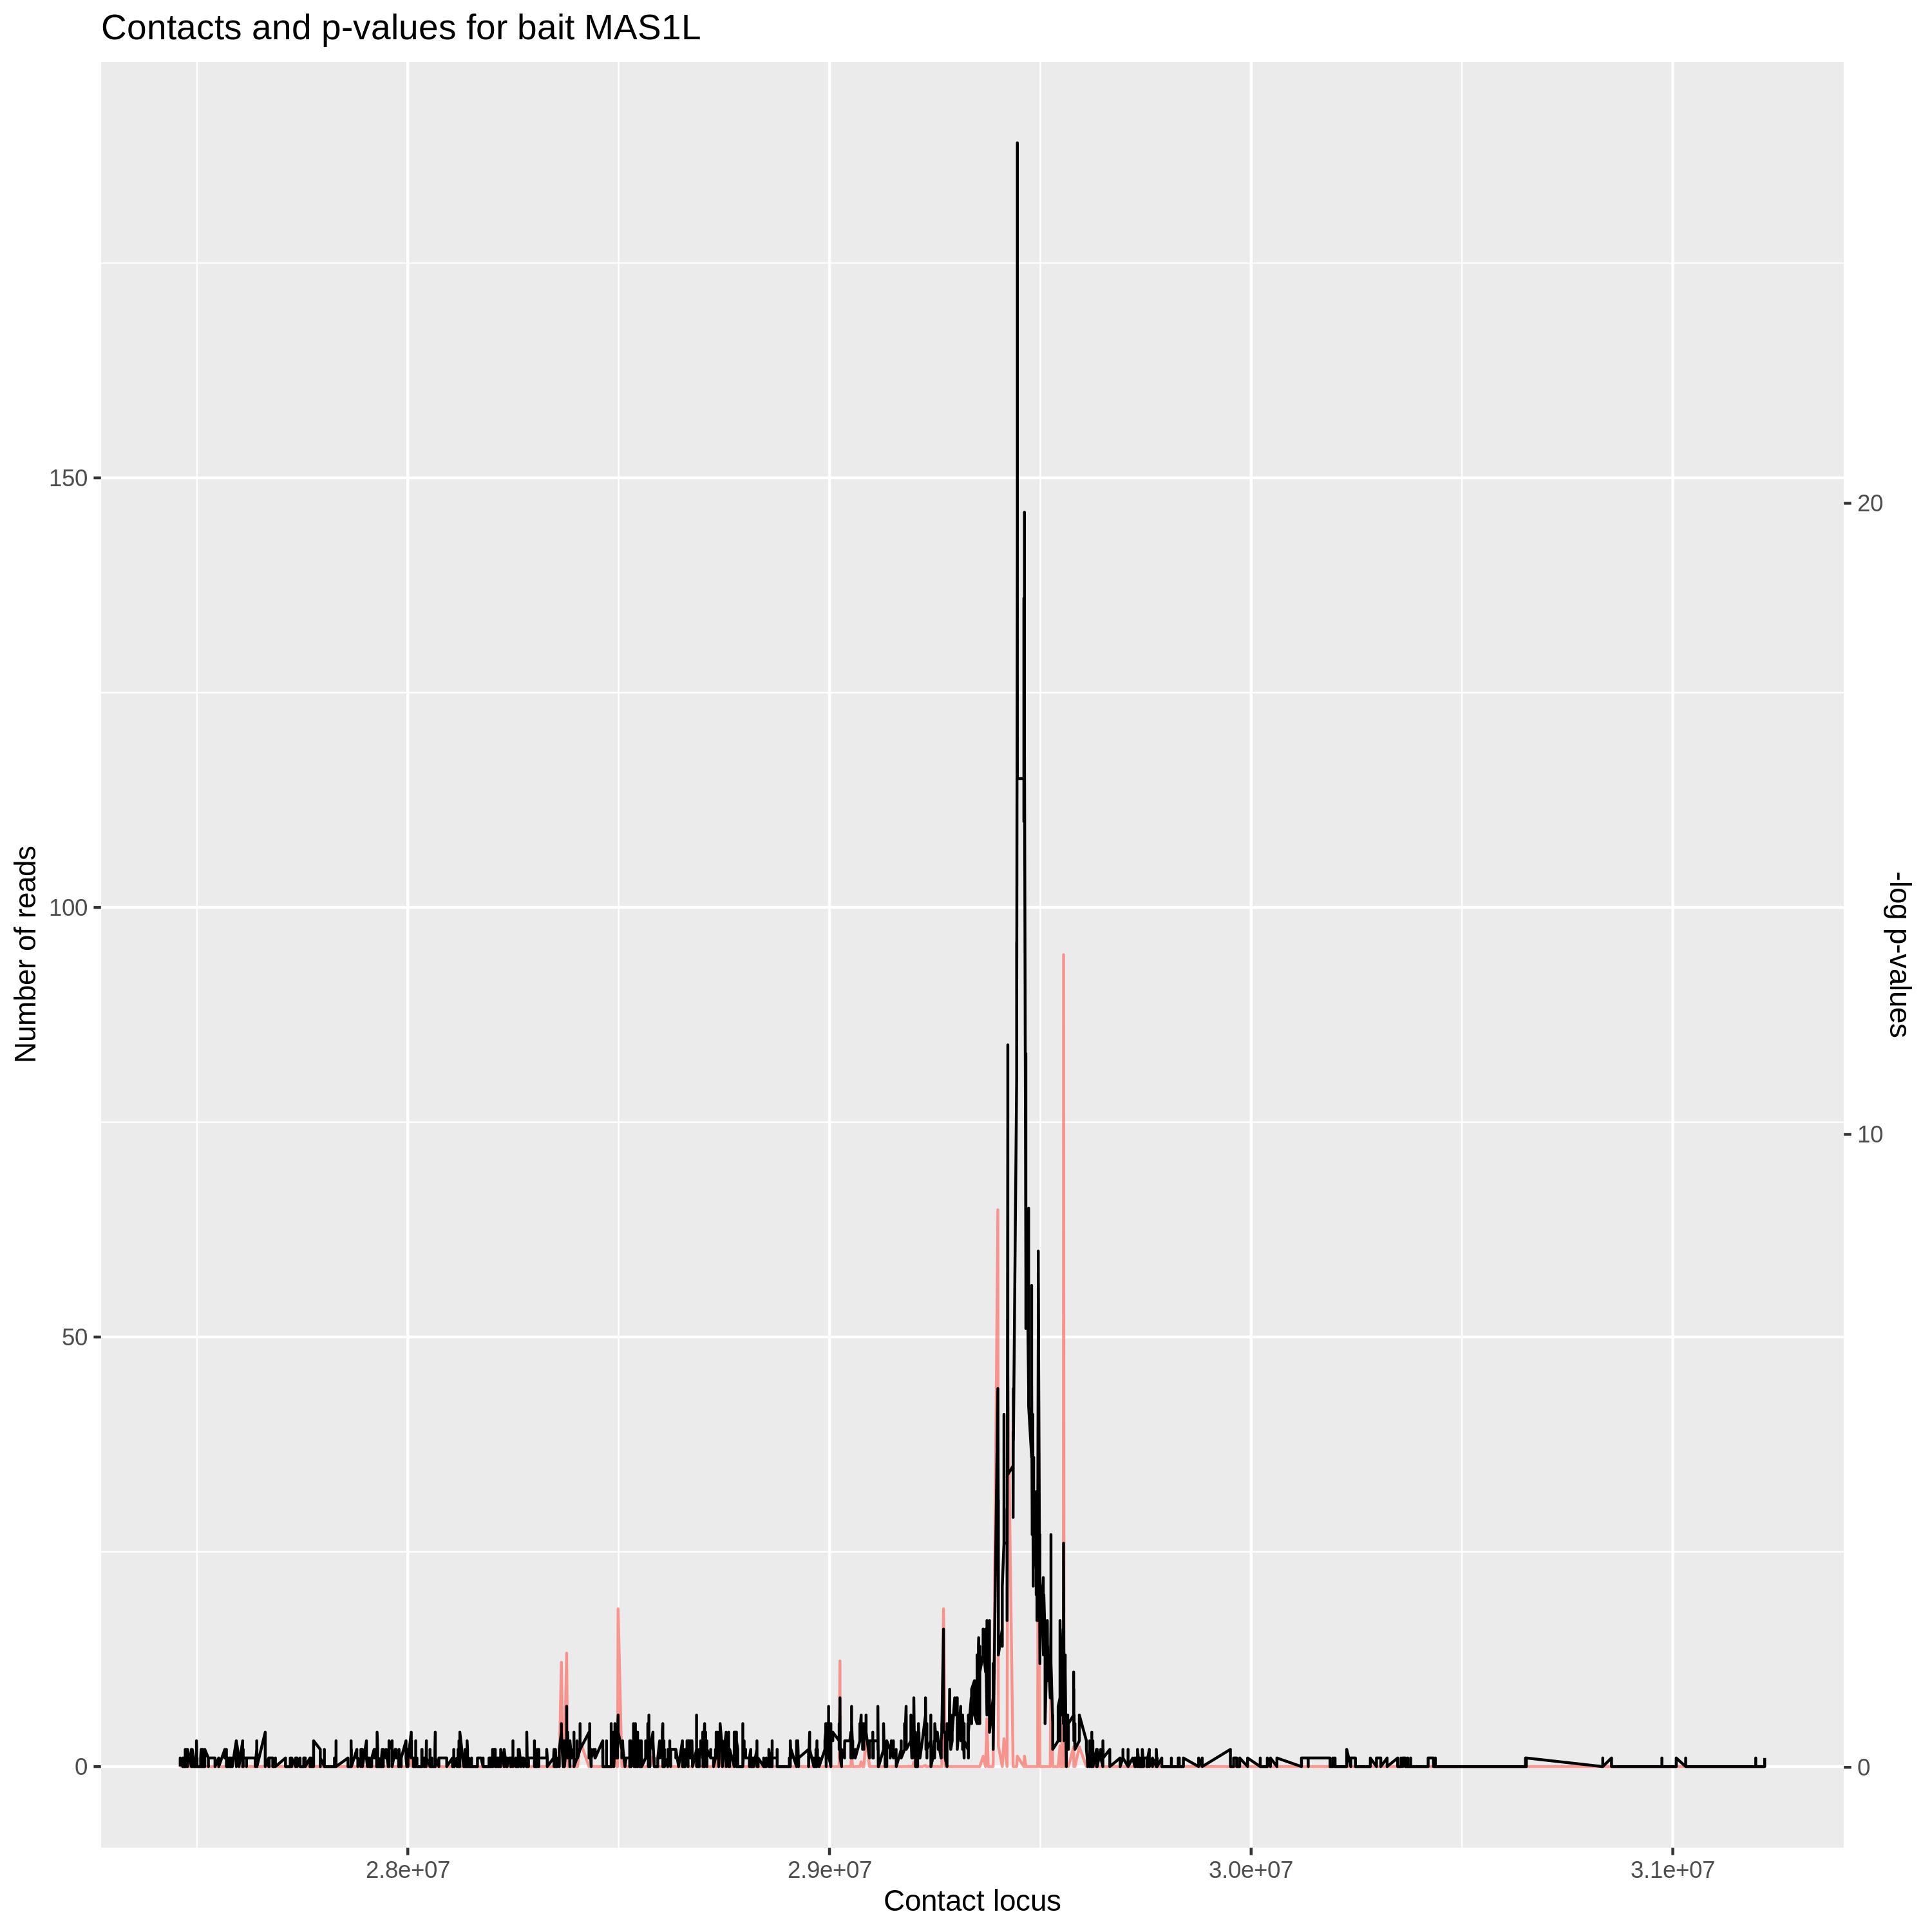 Contacts and p-values for bait MAS1L
Number of reads
150
100
50
0
20
10
0
-log p-values
2.8e+07
2.9e+07
3.0e+07
3.1e+07
Contact locus